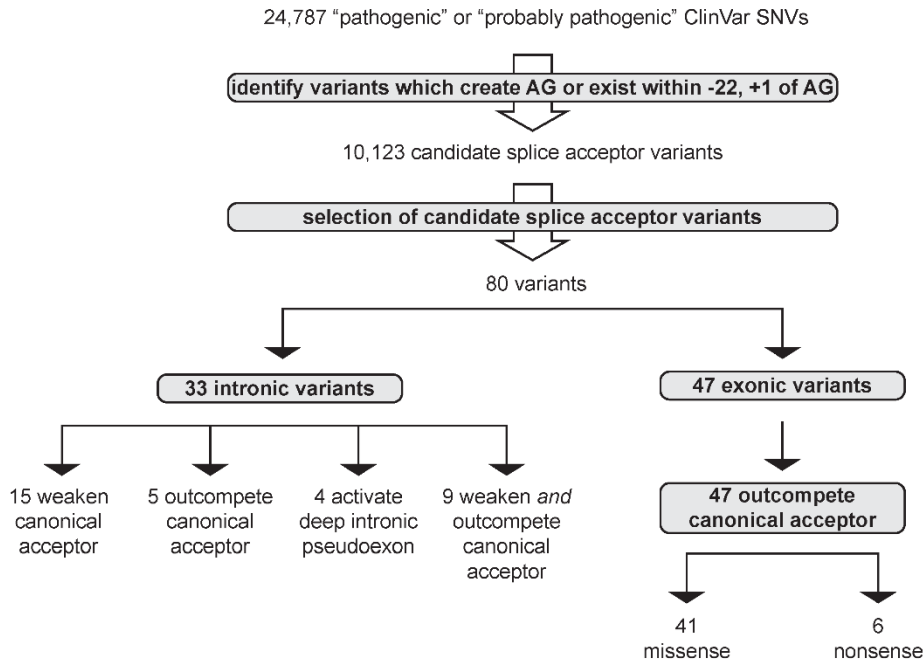 24,787 “pathogenic” or “probably pathogenic” ClinVar SNVs
identify variants which create AG or exist within -22, +1 of AG
10,123 candidate splice acceptor variants
selection of candidate splice acceptor variants
80 variants
33 intronic variants
47 exonic variants
15 weaken
canonical
acceptor
5 outcompete
canonical
acceptor
4 activate
deep intronic
pseudoexon
9 weaken and
outcompete
canonical
acceptor
47 outcompete
canonical acceptor
41
missense
6
nonsense